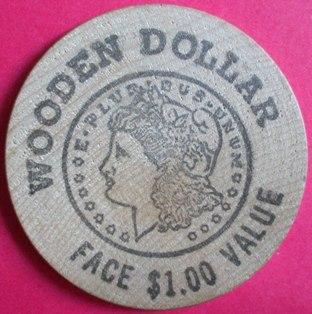 WOODEN DOLLAR
E·PLURIBUS·UNUM
FACE $1.00 VALUE